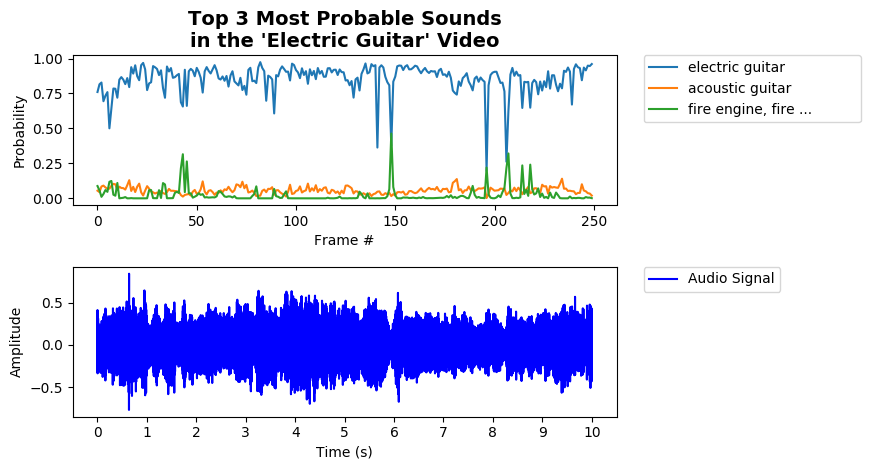 Top 3 Most Probable Sounds
in the 'Electric Guitar' Video
1.00
0.75
0.50
0.25
0.00
Probability
0 50 100 150 200 250
Frame #
electric guitar
acoustic guitar
fire engine, fire ...
0.5
0.0
−0.5
Amplitude
0 1 2 3 4 5 6 7 8 9 10
Time (s)
Audio Signal